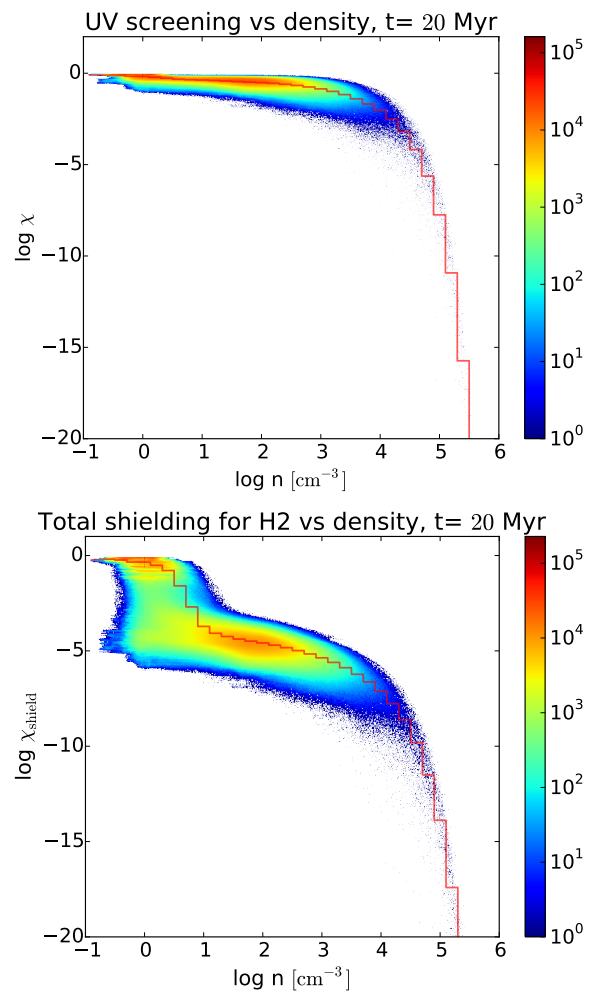 UV screening vs density, t= 20 Myr
0
−5
−10
−15
−20
log χ
−1 0 1 2 3 4 5 6
log n [cm⁻³]
10⁵
10⁴
10³
10²
10¹
10⁰
Total shielding for H2 vs density, t= 20 Myr
0
−5
−10
−15
−20
log χ_shield
−1 0 1 2 3 4 5 6
log n [cm⁻³]
10⁵
10⁴
10³
10²
10¹
10⁰